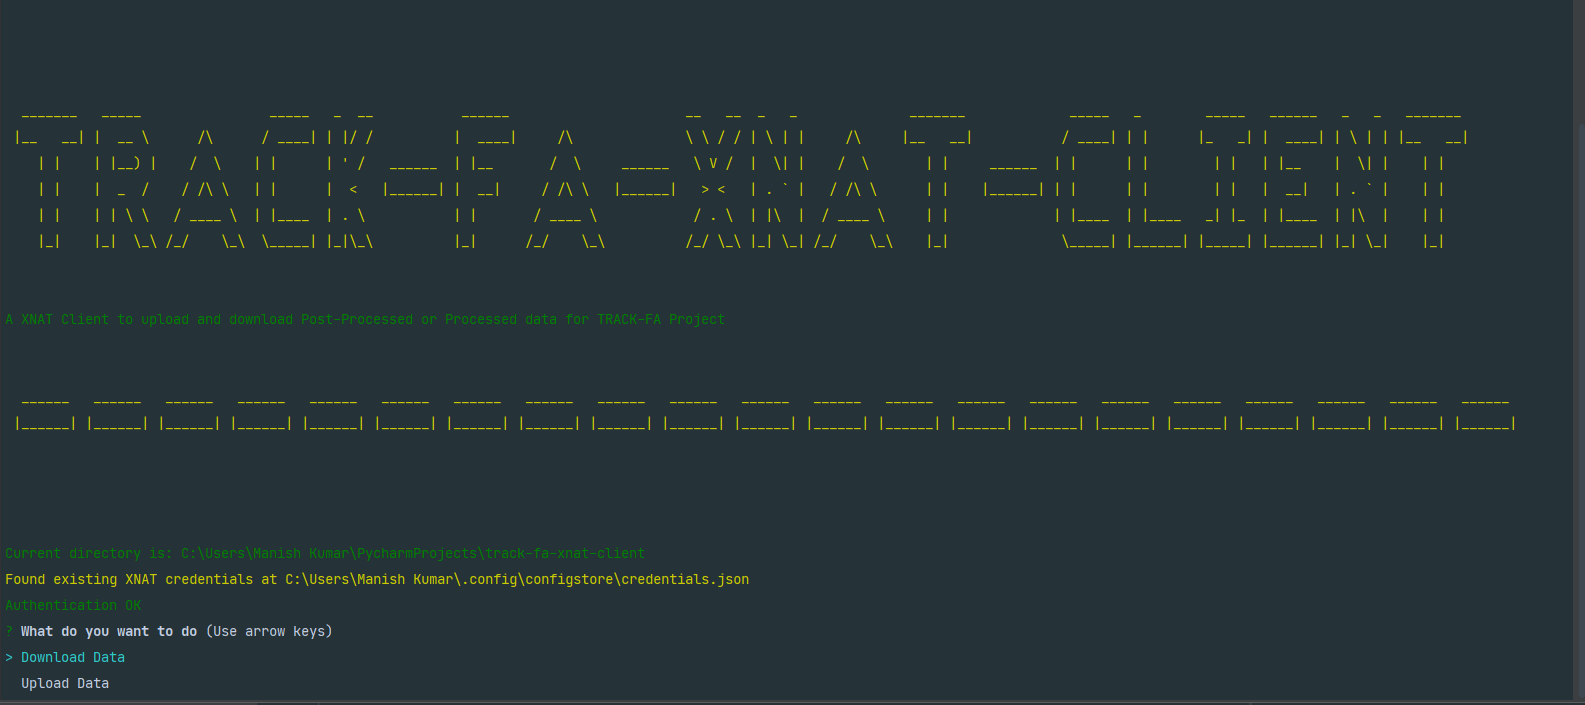 TRACK-FA-XNAT-CLIENT
A XNAT Client to upload and download Post-Processed or Processed data for TRACK-FA Project
Current directory is: C:\Users\Manish Kumar\PycharmProjects\track-fa-xnat-client
Found existing XNAT credentials at C:\Users\Manish Kumar\.config\configstore\credentials.json
Authentication OK
? What do you want to do (Use arrow keys)
> Download Data
Upload Data